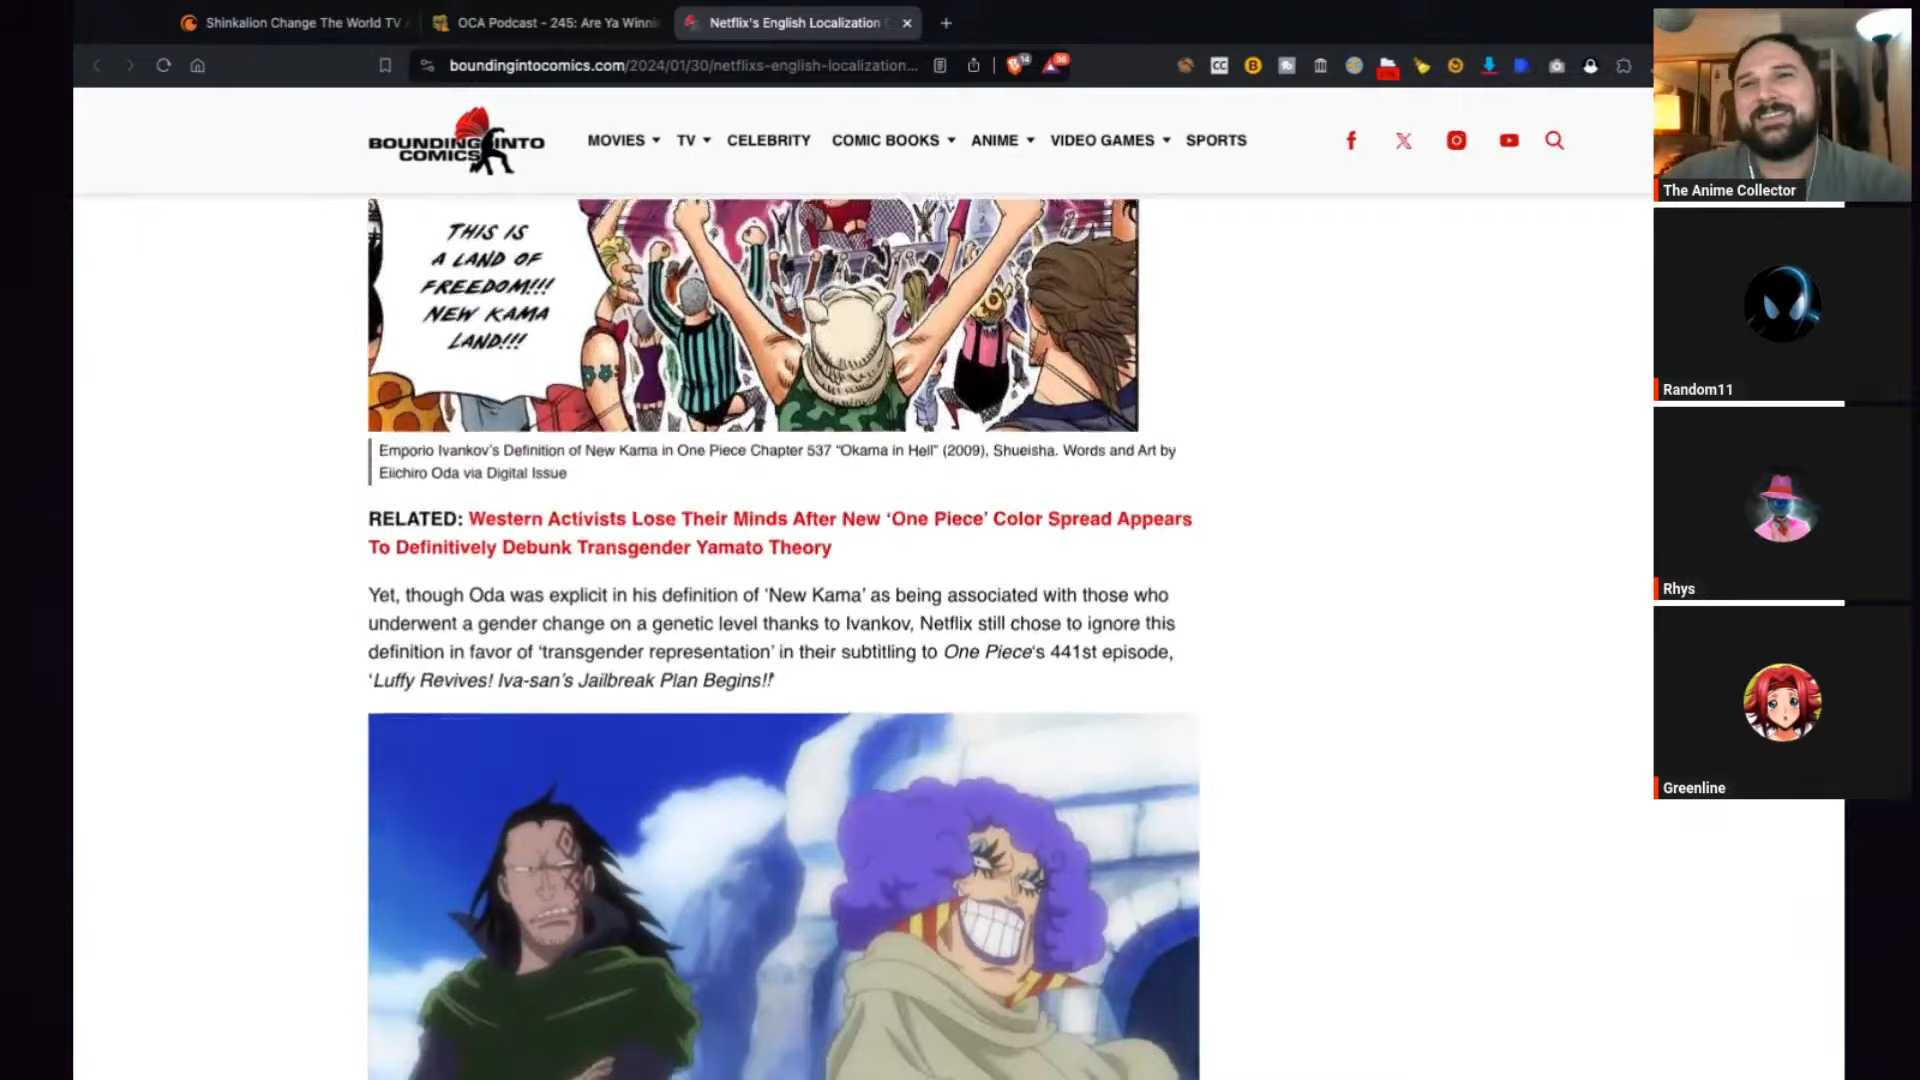 Shinkalion Change The World TV
OCA Podcast - 245: Are Ya Winni
Netflix's English Localization
boundingintocomics.com/2024/01/30/netflixs-english-localization...
CC
B
14
36
BOUNDING INTO
COMICS
MOVIES
TV
CELEBRITY
COMIC BOOKS
ANIME
VIDEO GAMES
SPORTS
THIS IS
A LAND OF
FREEDOM!!!
NEW KAMA
LAND!!!
Emporio Ivankov's Definition of New Kama in One Piece Chapter 537 "Okama in Hell" (2009), Shueisha. Words and Art by
Eiichiro Oda via Digital Issue
RELATED: Western Activists Lose Their Minds After New ‘One Piece’ Color Spread Appears
To Definitively Debunk Transgender Yamato Theory
Yet, though Oda was explicit in his definition of ‘New Kama’ as being associated with those who
underwent a gender change on a genetic level thanks to Ivankov, Netflix still chose to ignore this
definition in favor of ‘transgender representation’ in their subtitling to One Piece‘s 441st episode,
‘Luffy Revives! Iva-san’s Jailbreak Plan Begins!!’
The Anime Collector
Random11
Rhys
Greenline